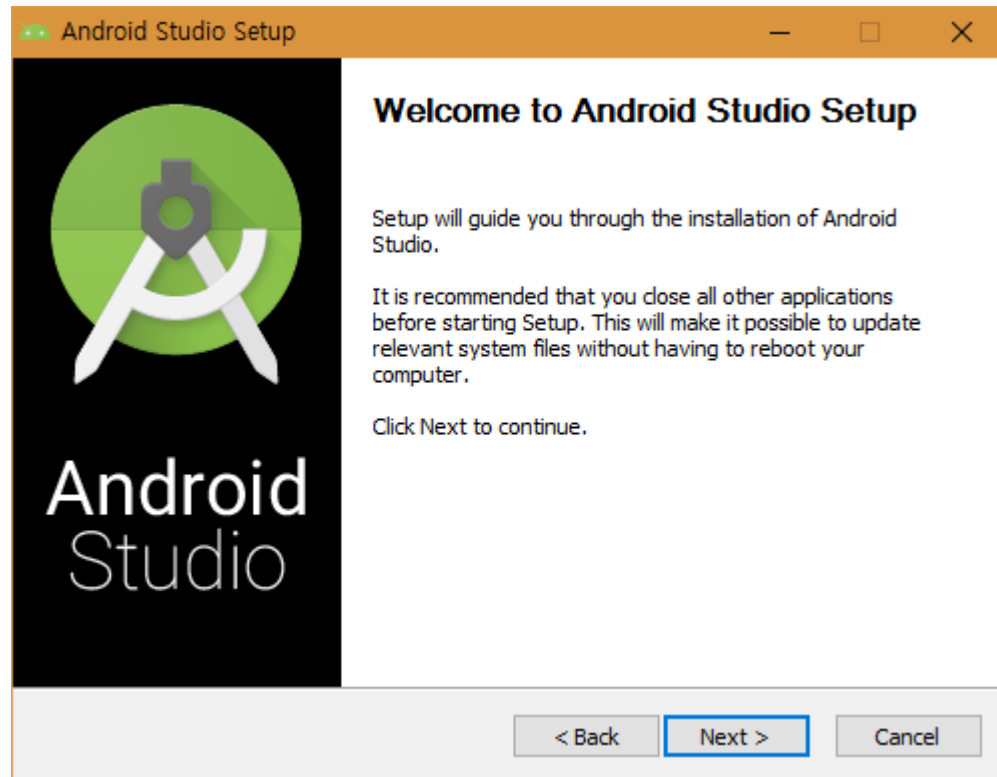 Android Studio Setup
Welcome to Android Studio Setup
Setup will guide you through the installation of Android
Studio.
It is recommended that you close all other applications
before starting Setup. This will make it possible to update
relevant system files without having to reboot your
computer.
Click Next to continue.
Android
Studio
< Back
Next >
Cancel